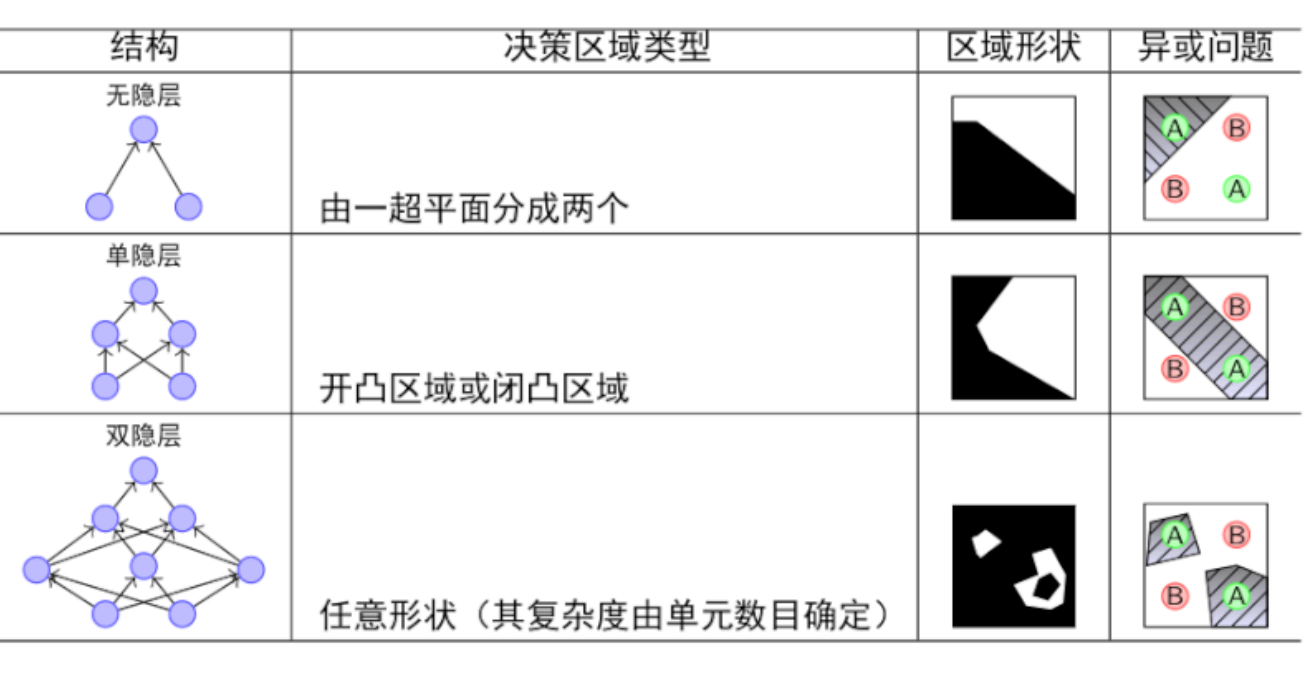 结构 决策区域类型 区域形状 异或问题
无隐层
由一超平面分成两个
A B
B A
单隐层
开凸区域或闭凸区域
A B
B A
双隐层
任意形状（其复杂度由单元数目确定）
A B
B A